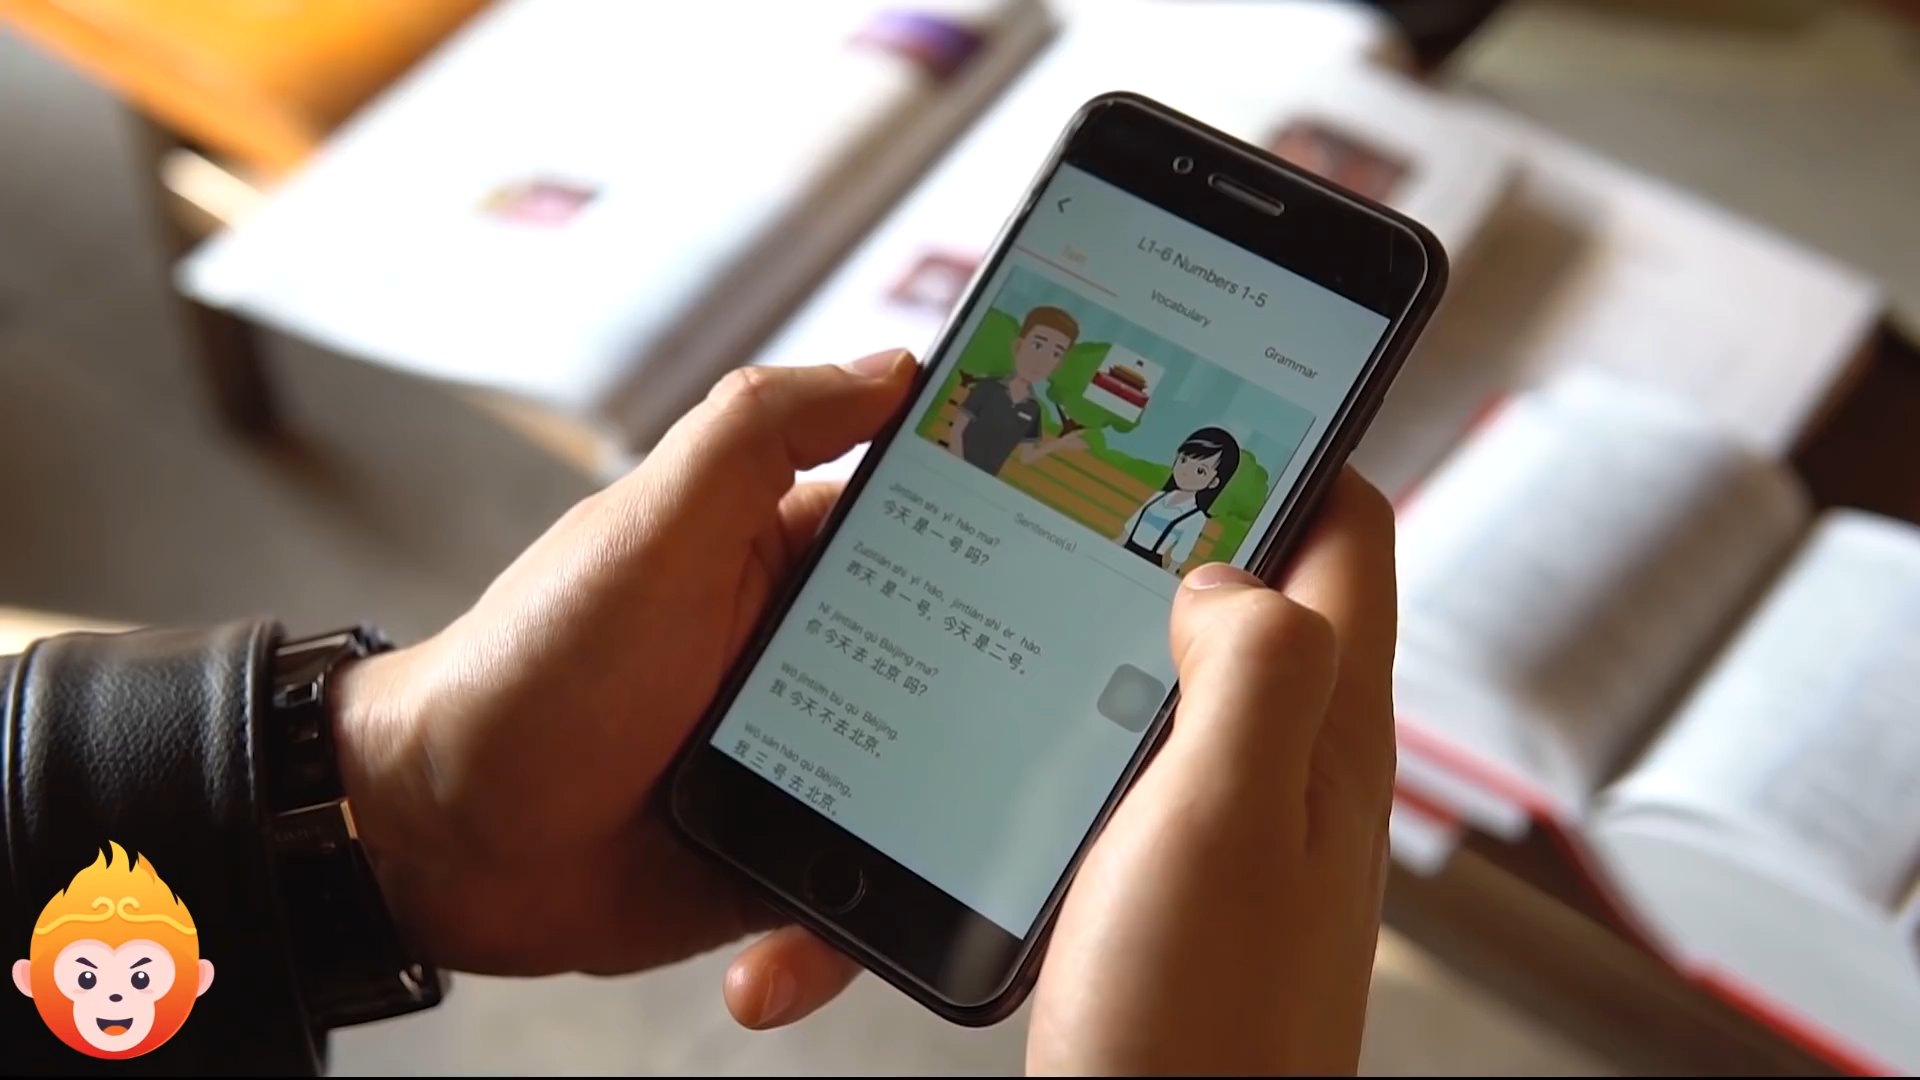 L1-6 Numbers 1-5
Text
Vocabulary
Grammar
Sentence(s)
Jīntiān shì yī hào ma?
今天是一号吗?
Zuótiān shì yī hào, jīntiān shì èr hào.
昨天是一号。今天是二号。
Nǐ jīntiān qù Běijīng ma?
你今天去北京吗?
Wǒ jīntiān bú qù Běijīng.
我今天不去北京。
Wǒ sān hào qù Běijīng.
我三号去北京。